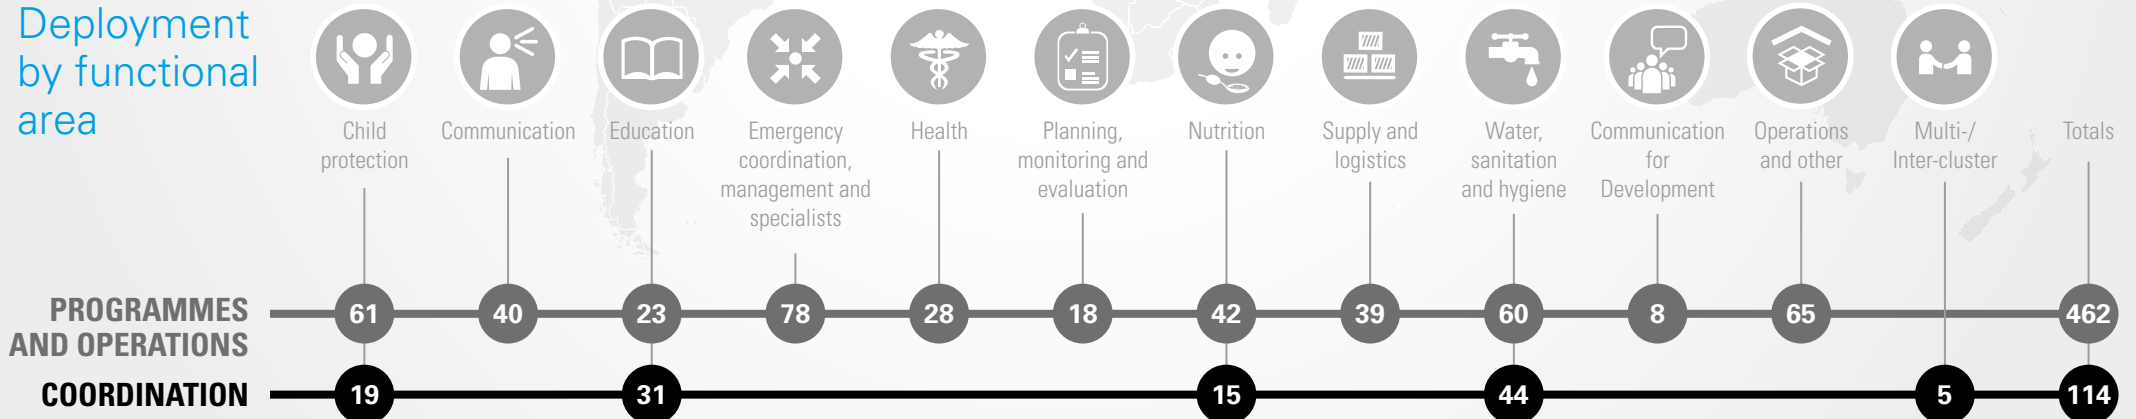 Deployment
by functional
area
Child
protection
Communication
Education
Emergency
coordination,
management and
specialists
Health
Planning,
monitoring and
evaluation
Nutrition
Supply and
logistics
Water,
sanitation
and hygiene
Communication
for
Development
Operations
and other
Multi-/
Inter-cluster
Totals
PROGRAMMES
AND OPERATIONS
61 40 23 78 28 18 42 39 60 8 65 462
COORDINATION 19 31 15 44 5 114